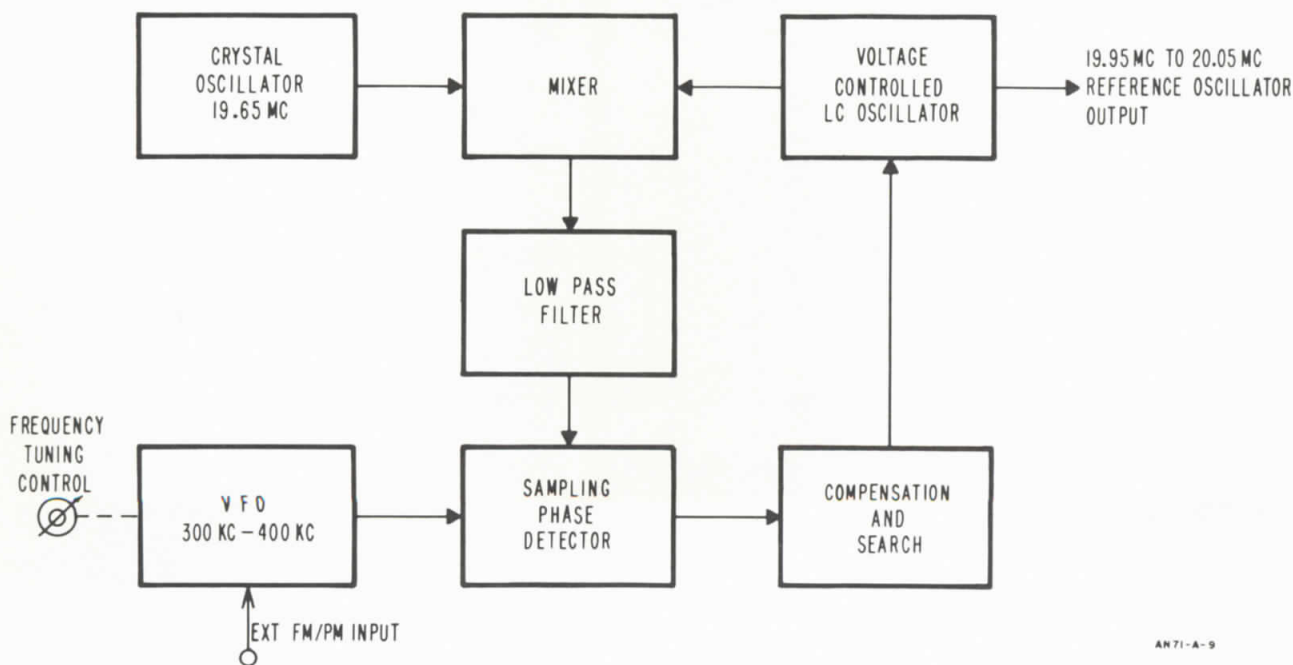 CRYSTAL
OSCILLATOR
19.65 MC
MIXER
VOLTAGE
CONTROLLED
LC OSCILLATOR
19.95 MC TO 20.05 MC
REFERENCE OSCILLATOR
OUTPUT
LOW PASS
FILTER
FREQUENCY
TUNING
CONTROL
VFO
300 KC – 400 KC
SAMPLING
PHASE
DETECTOR
COMPENSATION
AND
SEARCH
EXT FM/PM INPUT
AN71-A-9